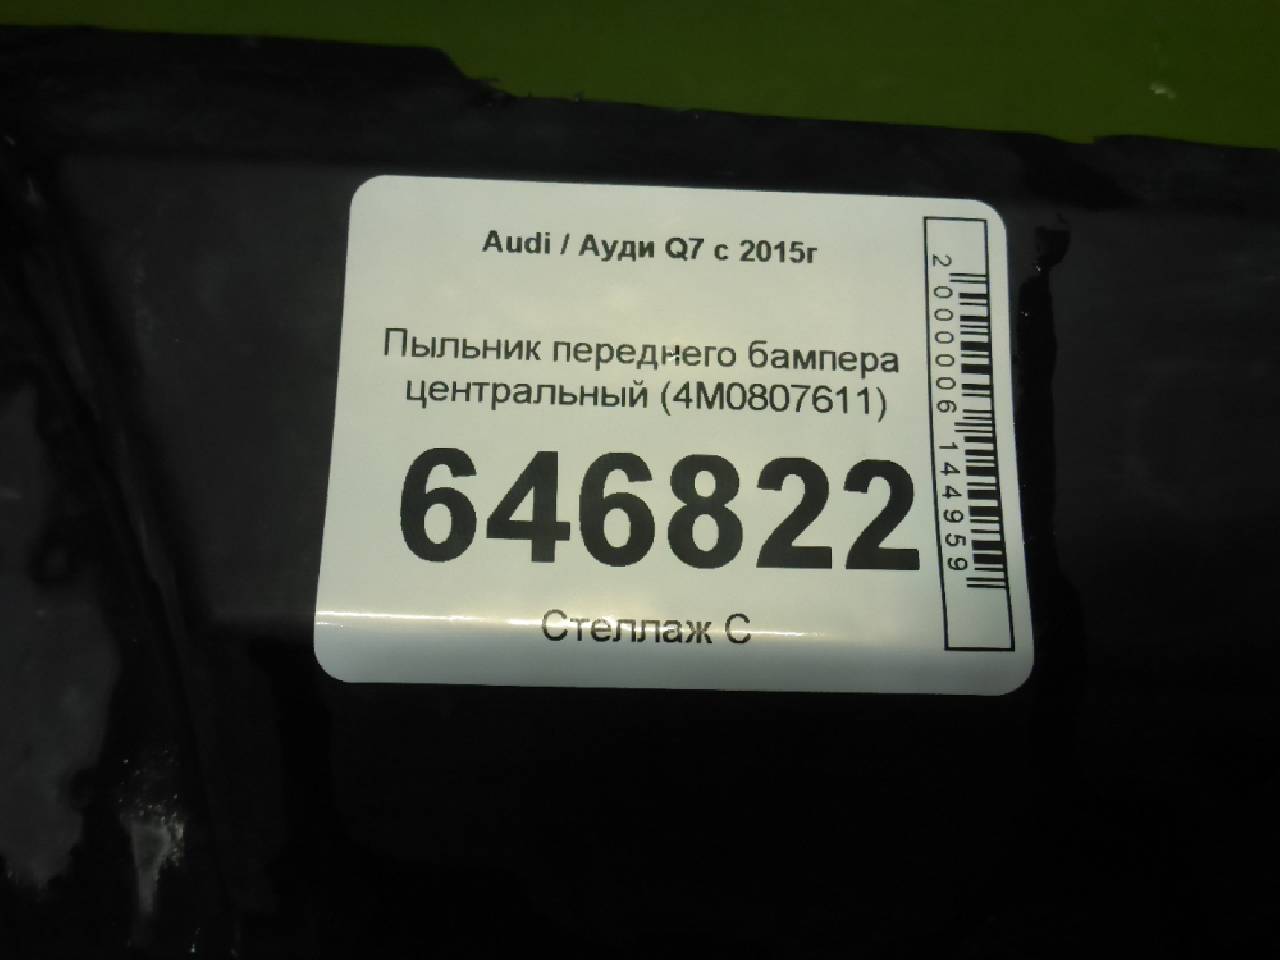 Audi / Ауди Q7 с 2015г
Пыльник переднего бампера
центральный (4M0807611)
646822
Стеллаж С
2000006144959